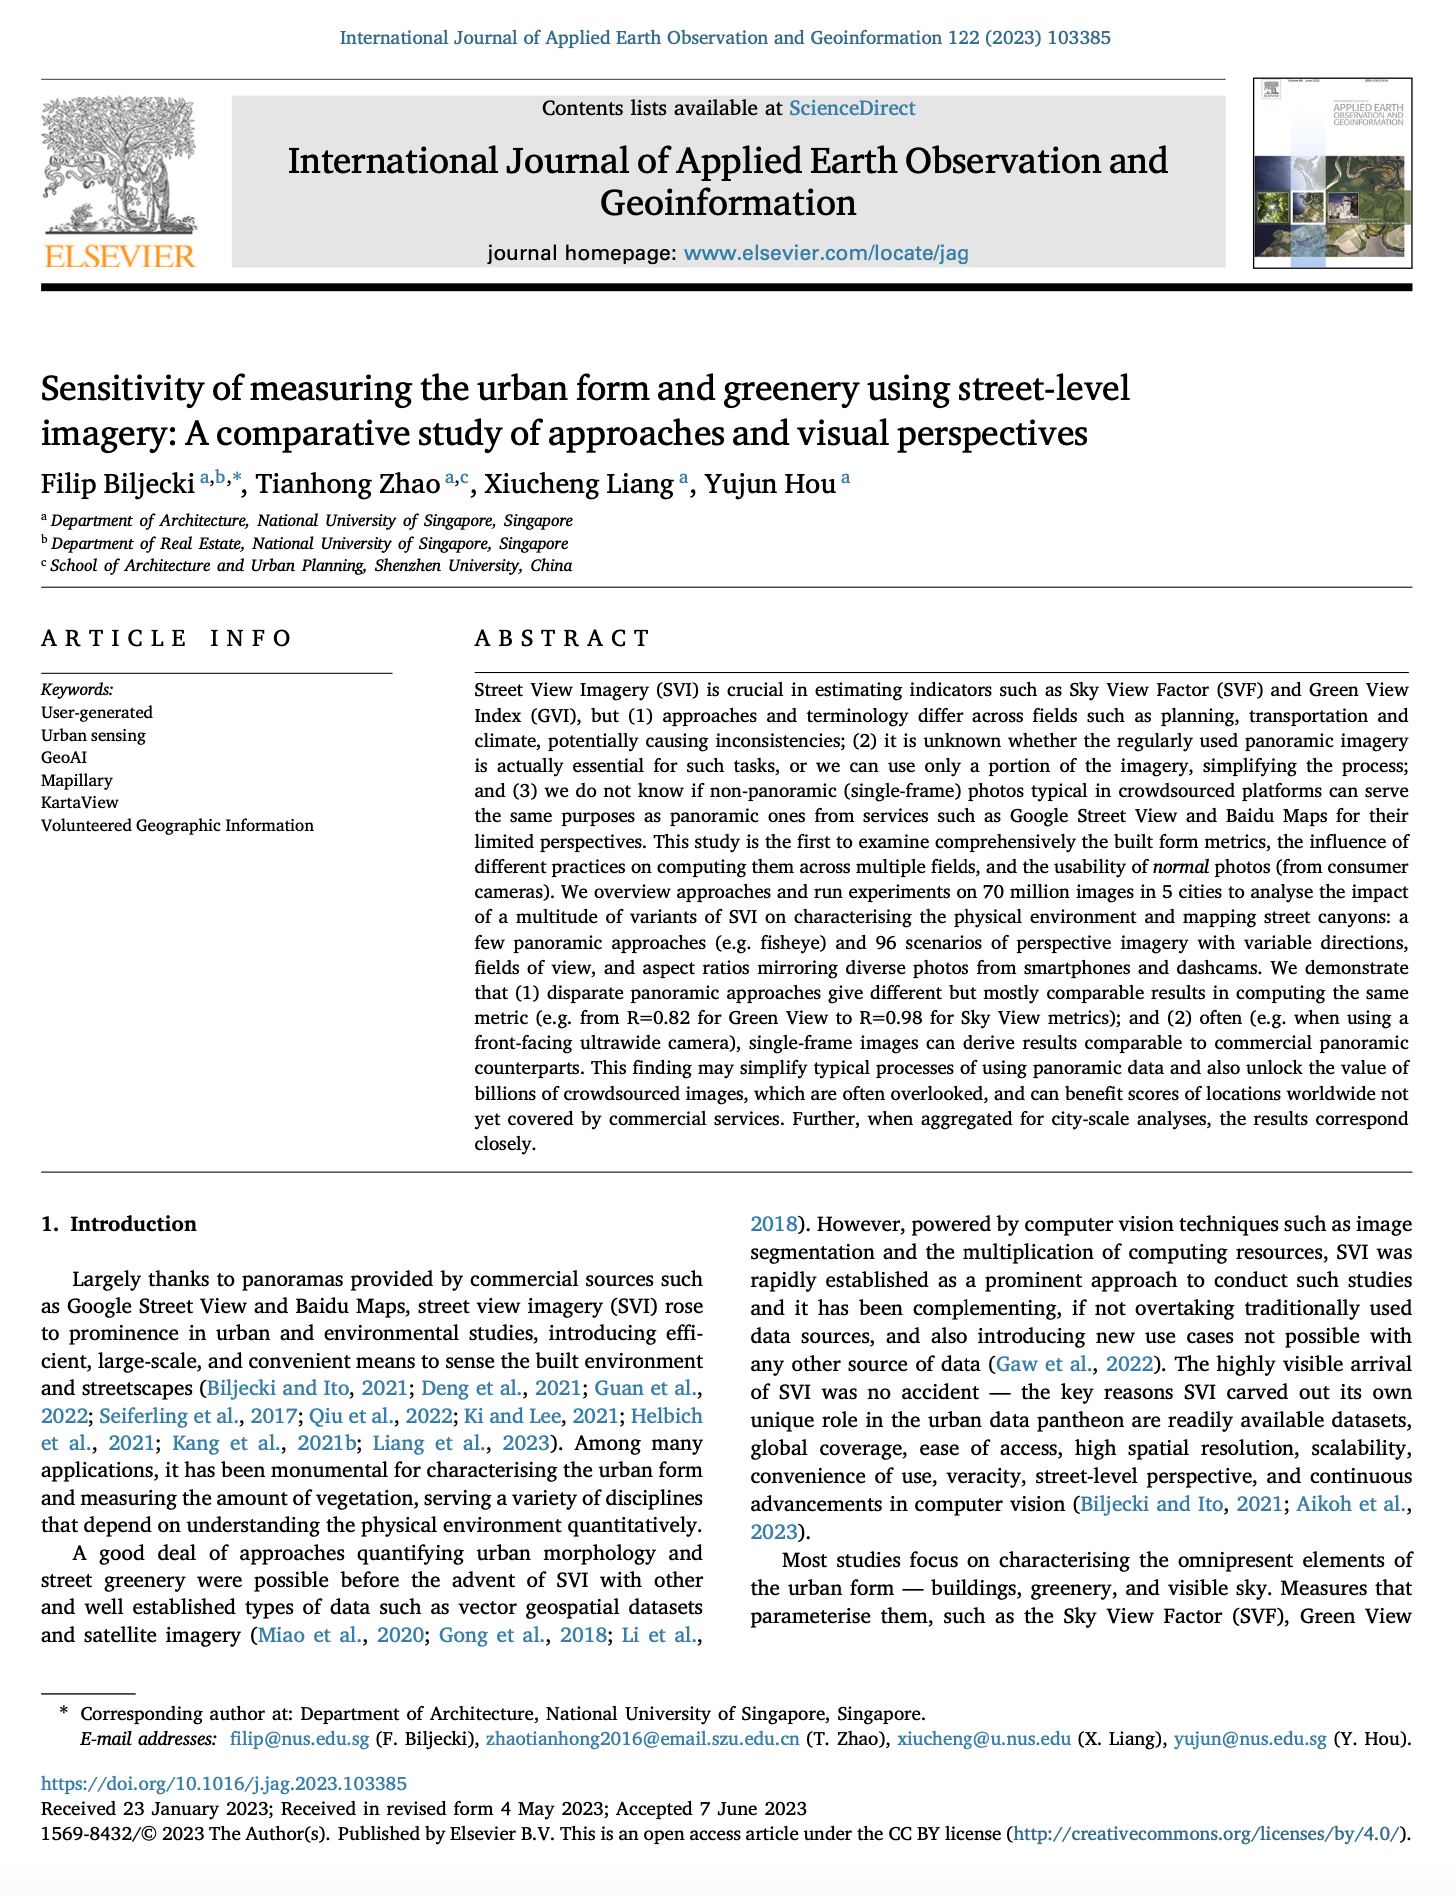 International Journal of Applied Earth Observation and Geoinformation 122 (2023) 103385
Contents lists available at ScienceDirect
International Journal of Applied Earth Observation and
Geoinformation
journal homepage: www.elsevier.com/locate/jag
ELSEVIER
APPLIED EARTH
OBSERVATION AND
GEOINFORMATION
Sensitivity of measuring the urban form and greenery using street-level
imagery: A comparative study of approaches and visual perspectives
Filip Biljecki a,b,*, Tianhong Zhao a,c, Xiucheng Liang a, Yujun Hou a
a Department of Architecture, National University of Singapore, Singapore
b Department of Real Estate, National University of Singapore, Singapore
c School of Architecture and Urban Planning, Shenzhen University, China
ARTICLE INFO
Keywords:
User-generated
Urban sensing
GeoAI
Mapillary
KartaView
Volunteered Geographic Information
ABSTRACT
Street View Imagery (SVI) is crucial in estimating indicators such as Sky View Factor (SVF) and Green View
Index (GVI), but (1) approaches and terminology differ across fields such as planning, transportation and
climate, potentially causing inconsistencies; (2) it is unknown whether the regularly used panoramic imagery
is actually essential for such tasks, or we can use only a portion of the imagery, simplifying the process;
and (3) we do not know if non-panoramic (single-frame) photos typical in crowdsourced platforms can serve
the same purposes as panoramic ones from services such as Google Street View and Baidu Maps for their
limited perspectives. This study is the first to examine comprehensively the built form metrics, the influence of
different practices on computing them across multiple fields, and the usability of normal photos (from consumer
cameras). We overview approaches and run experiments on 70 million images in 5 cities to analyse the impact
of a multitude of variants of SVI on characterising the physical environment and mapping street canyons: a
few panoramic approaches (e.g. fisheye) and 96 scenarios of perspective imagery with variable directions,
fields of view, and aspect ratios mirroring diverse photos from smartphones and dashcams. We demonstrate
that (1) disparate panoramic approaches give different but mostly comparable results in computing the same
metric (e.g. from R=0.82 for Green View to R=0.98 for Sky View metrics); and (2) often (e.g. when using a
front-facing ultrawide camera), single-frame images can derive results comparable to commercial panoramic
counterparts. This finding may simplify typical processes of using panoramic data and also unlock the value of
billions of crowdsourced images, which are often overlooked, and can benefit scores of locations worldwide not
yet covered by commercial services. Further, when aggregated for city-scale analyses, the results correspond
closely.
1. Introduction
Largely thanks to panoramas provided by commercial sources such
as Google Street View and Baidu Maps, street view imagery (SVI) rose
to prominence in urban and environmental studies, introducing effi-
cient, large-scale, and convenient means to sense the built environment
and streetscapes (Biljecki and Ito, 2021; Deng et al., 2021; Guan et al.,
2022; Seiferling et al., 2017; Qiu et al., 2022; Ki and Lee, 2021; Helbich
et al., 2021; Kang et al., 2021b; Liang et al., 2023). Among many
applications, it has been monumental for characterising the urban form
and measuring the amount of vegetation, serving a variety of disciplines
that depend on understanding the physical environment quantitatively.
A good deal of approaches quantifying urban morphology and
street greenery were possible before the advent of SVI with other
and well established types of data such as vector geospatial datasets
and satellite imagery (Miao et al., 2020; Gong et al., 2018; Li et al.,
2018). However, powered by computer vision techniques such as image
segmentation and the multiplication of computing resources, SVI was
rapidly established as a prominent approach to conduct such studies
and it has been complementing, if not overtaking traditionally used
data sources, and also introducing new use cases not possible with
any other source of data (Gaw et al., 2022). The highly visible arrival
of SVI was no accident — the key reasons SVI carved out its own
unique role in the urban data pantheon are readily available datasets,
global coverage, ease of access, high spatial resolution, scalability,
convenience of use, veracity, street-level perspective, and continuous
advancements in computer vision (Biljecki and Ito, 2021; Aikoh et al.,
2023).
Most studies focus on characterising the omnipresent elements of
the urban form — buildings, greenery, and visible sky. Measures that
parameterise them, such as the Sky View Factor (SVF), Green View
* Corresponding author at: Department of Architecture, National University of Singapore, Singapore.
E-mail addresses: filip@nus.edu.sg (F. Biljecki), zhaotianhong2016@email.szu.edu.cn (T. Zhao), xiucheng@u.nus.edu (X. Liang), yujun@nus.edu.sg (Y. Hou).
https://doi.org/10.1016/j.jag.2023.103385
Received 23 January 2023; Received in revised form 4 May 2023; Accepted 7 June 2023
1569-8432/© 2023 The Author(s). Published by Elsevier B.V. This is an open access article under the CC BY license (http://creativecommons.org/licenses/by/4.0/).